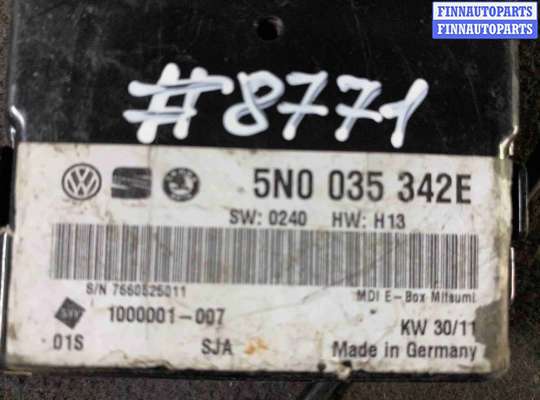 FINNAUTOPARTS
FINNAUTOPARTS
#8771
5N0 035 342E
SW: 0240 HW: H13
S/N 7660525011
MDI E-Box Mitsumi
1000001-007
KW 30/11
01S
SJA
Made in Germany